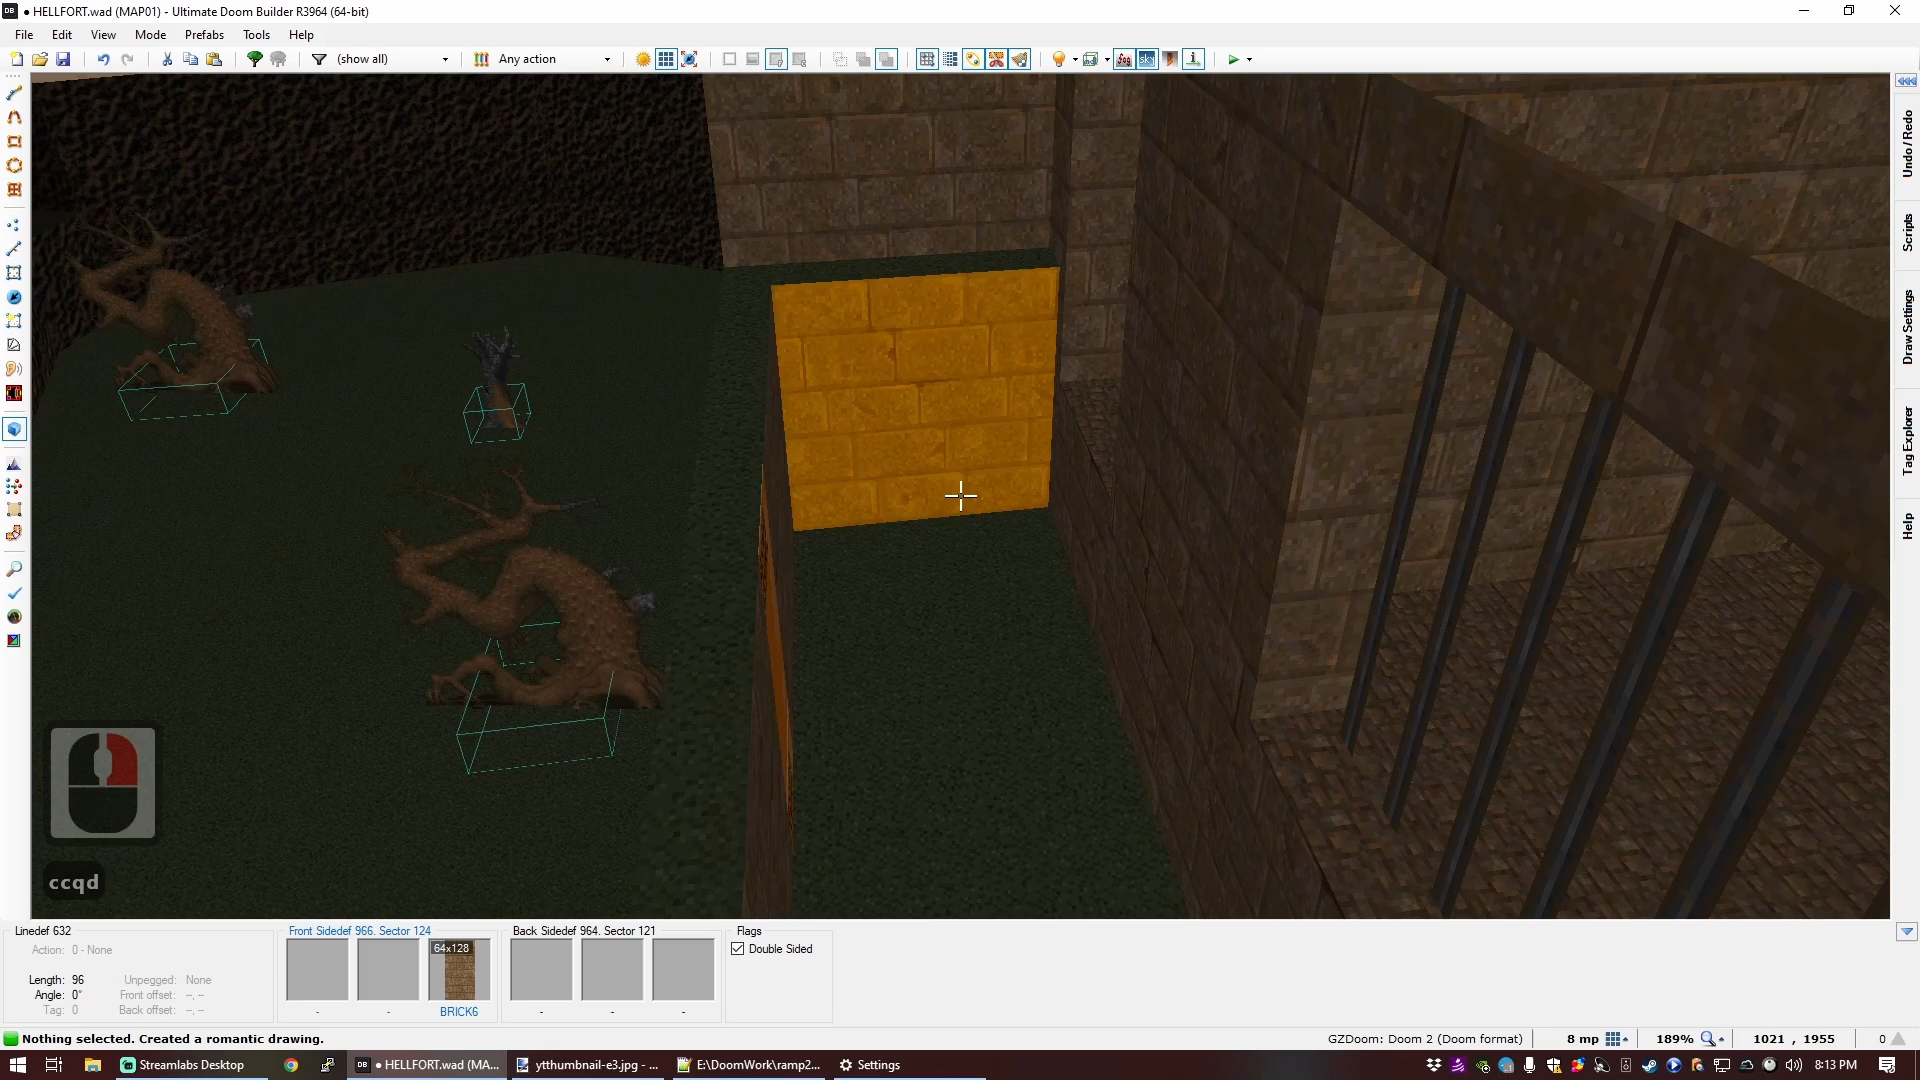 HELLFORT.wad (MAP01) - Ultimate Doom Builder R3964 (64-bit)
File Edit View Mode Prefabs Tools Help
(show all) Any action
Undo / Redo
Scripts
Draw Settings
Tag Explorer
Help
ccqd
Linedef 632
Action: 0 - None
Length: 96 Unpegged: None
Angle: 0° Front offset: --, --
Tag: 0 Back offset: --, --
Front Sidedef 966. Sector 124
64x128
- - BRICK6
Back Sidedef 964. Sector 121
- - -
Flags
Double Sided
Nothing selected. Created a romantic drawing.
GZDoom: Doom 2 (Doom format) 8 mp 189% 1021 , 1955 0
Streamlabs Desktop
HELLFORT.wad (MA...
ytthumbnail-e3.jpg - ...
E:\DoomWork\ramp2...
Settings
8:13 PM